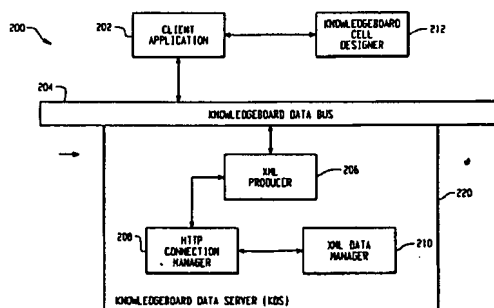 200
202
CLIENT
APPLICATION
KNOWLEDGEBOARD
CELL
DESIGNER
212
204
KNOWLEDGEBOARD DATA BUS
XML
PRODUCER
206
220
208
HTTP
CONNECTION
MANAGER
XML DATA
MANAGER
210
KNOWLEDGEBOARD DATA SERVER (KDS)